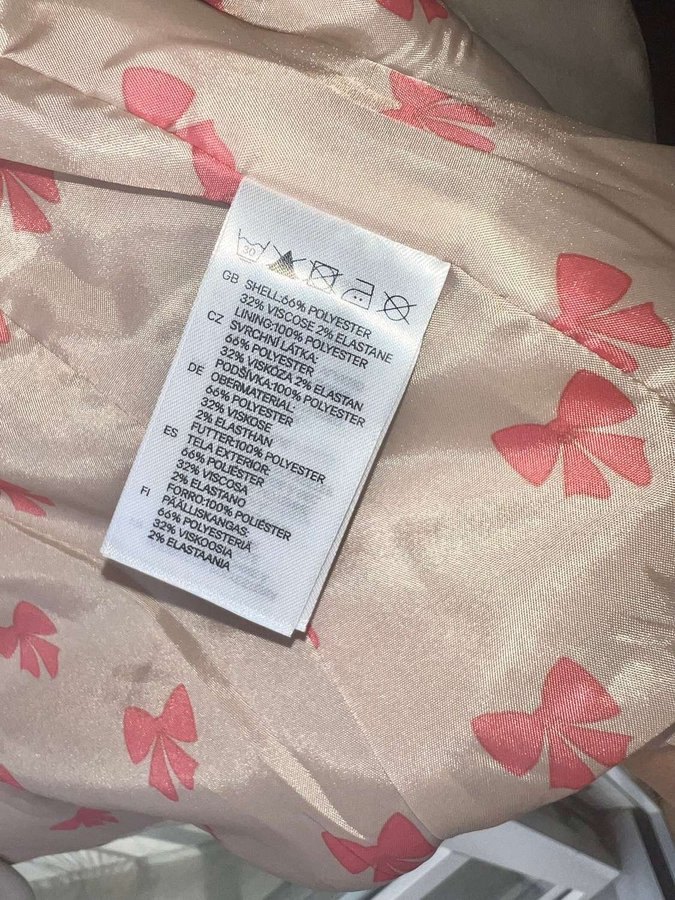 30
GB SHELL:66% POLYESTER
32% VISCOSE 2% ELASTANE
LINING:100% POLYESTER
CZ SVRCHNÍ LÁTKA:
66% POLYESTER
32% VISKÓZA 2% ELASTAN
PODŠÍVKA:100% POLYESTER
DE OBERMATERIAL:
66% POLYESTER
32% VISKOSE
2% ELASTHAN
FUTTER:100% POLYESTER
ES TELA EXTERIOR:
66% POLIÉSTER
32% VISCOSA
2% ELASTANO
FORRO:100% POLIÉSTER
FI PÄÄLLISKANGAS:
66% POLYESTERIÄ
32% VISKOOSIA
2% ELASTAANIA